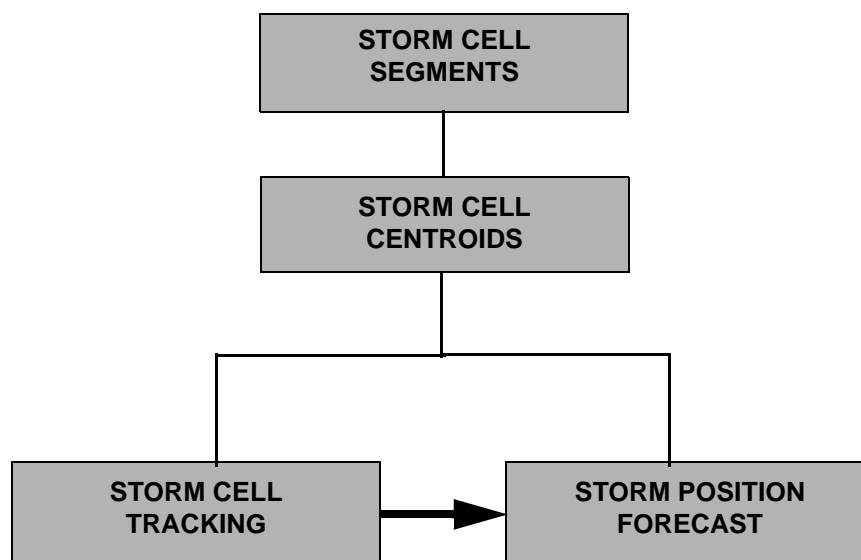 STORM CELL
SEGMENTS
STORM CELL
CENTROIDS
STORM CELL
TRACKING
STORM POSITION
FORECAST